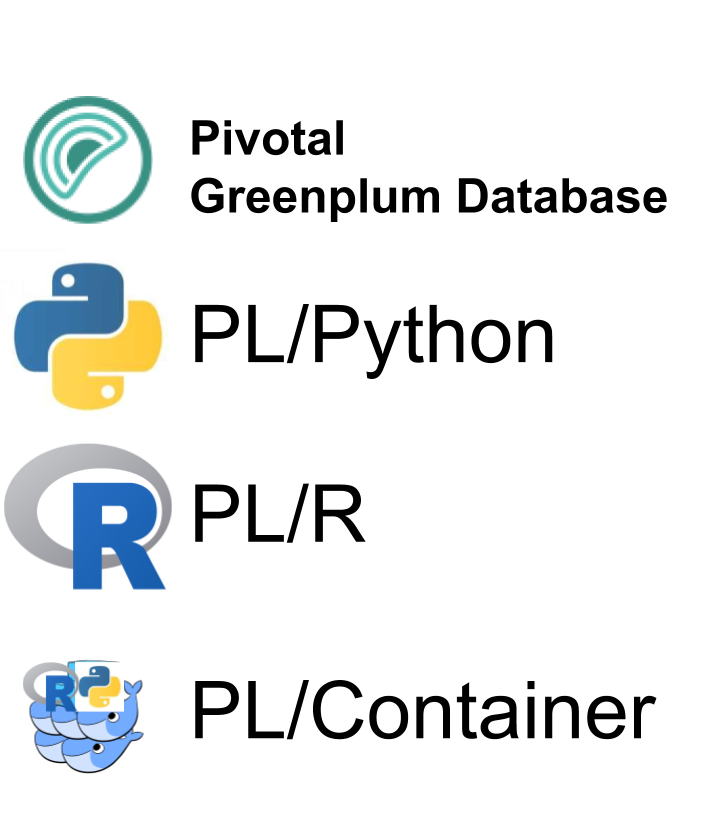 Pivotal
Greenplum Database
PL/Python
R
PL/R
R
PL/Container